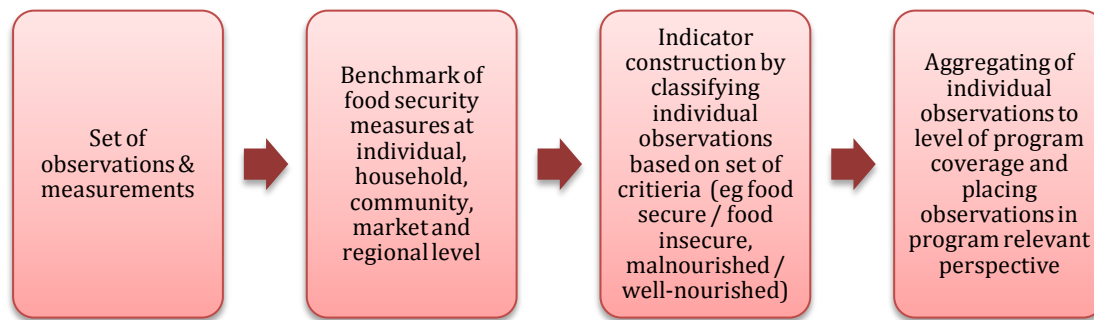 Set of
observations &
measurements
Benchmark of
food security
measures at
individual,
household,
community,
market and
regional level
Indicator
construction by
classifying
individual
observations
based on set of
critieria (eg food
secure / food
insecure,
malnourished /
well-nourished)
Aggregating of
individual
observations to
level of program
coverage and
placing
observations in
program relevant
perspective